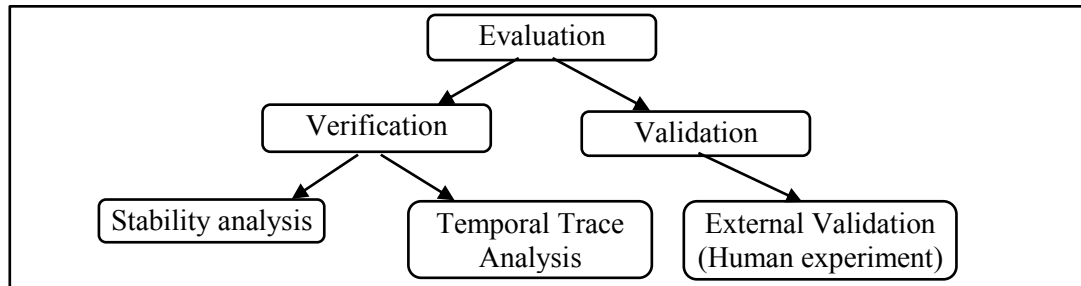 Evaluation
Verification
Validation
Stability analysis
Temporal Trace
Analysis
External Validation
(Human experiment)